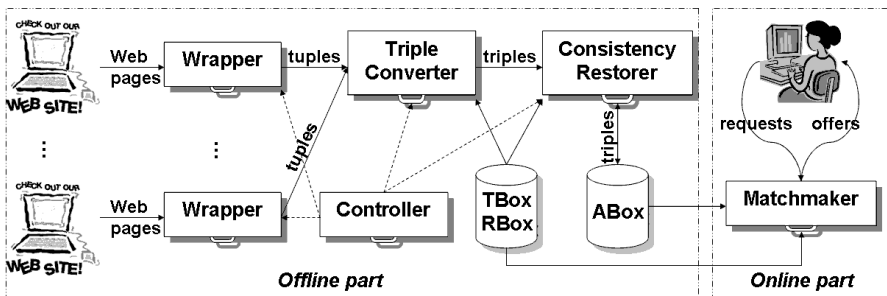 CHECK OUT OUR
WEB SITE!
Web
pages
Wrapper
tuples
Triple
Converter
triples
Consistency
Restorer
requests
offers
⋮
⋮
tuples
triples
CHECK OUT OUR
WEB SITE!
Web
pages
Wrapper
Controller
TBox
RBox
ABox
Matchmaker
Offline part
Online part